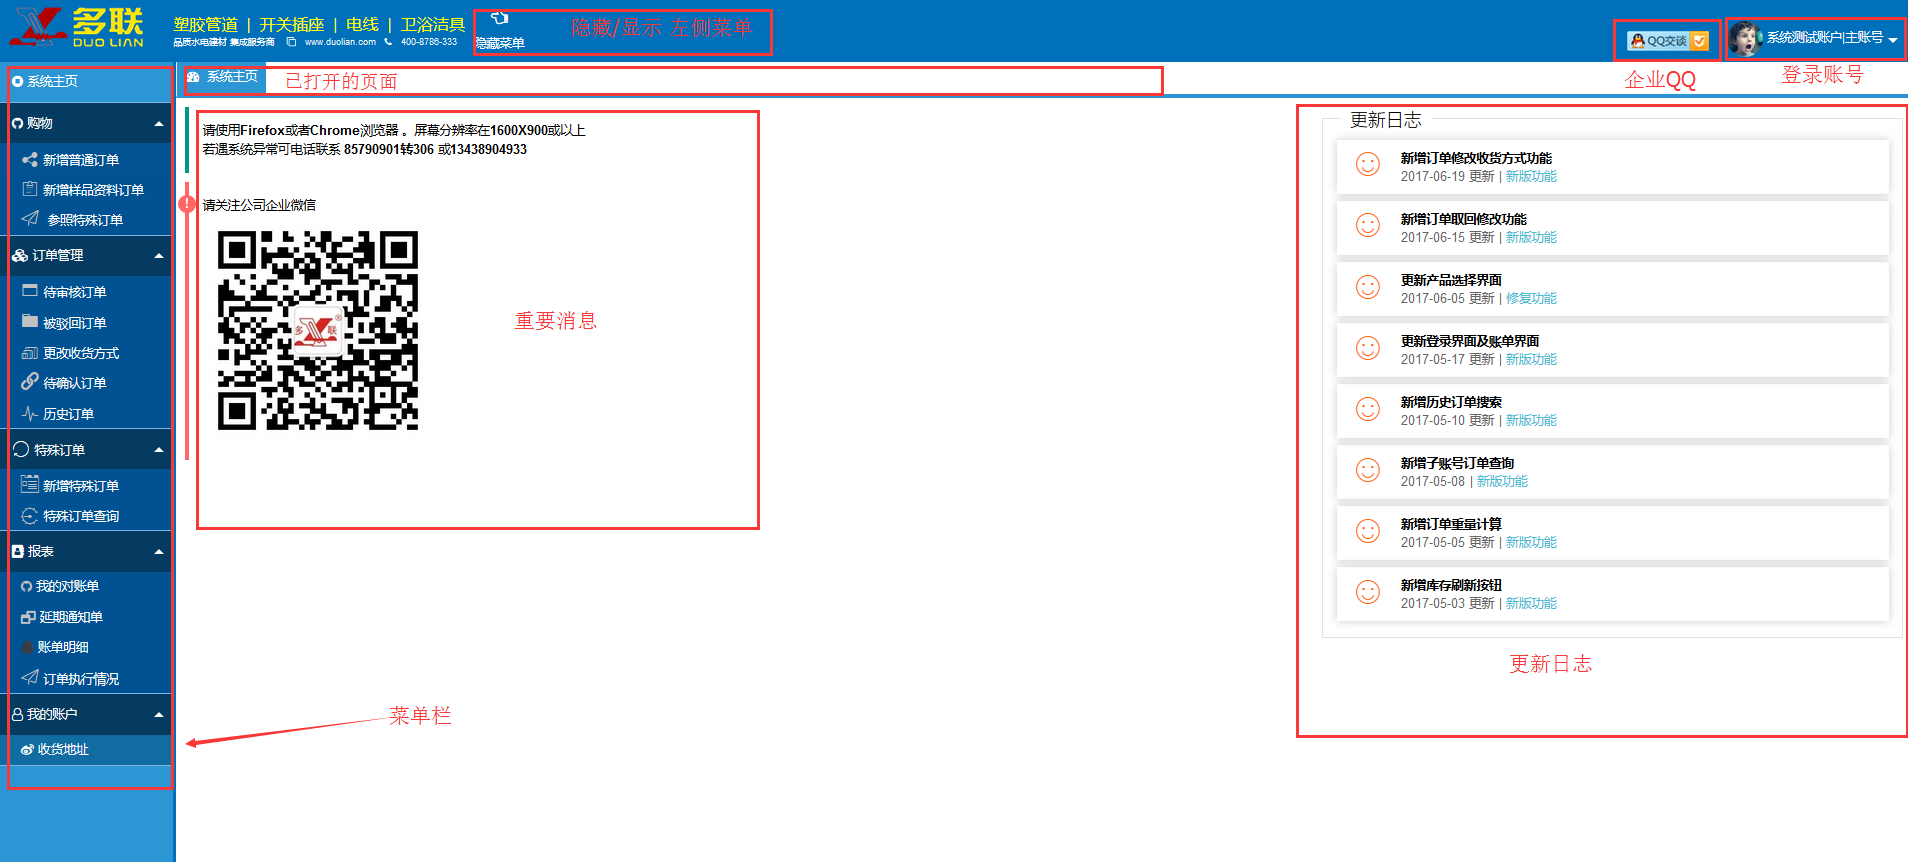 多联
DUO LIAN
塑胶管道 | 开关插座 | 电线 | 卫浴洁具
品质水电建材 集成服务商 www.duolian.com 400-8786-333
隐藏菜单
隐藏/显示 左侧菜单
QQ交谈
企业QQ
系统测试账户|主账号
登录账号
系统主页
购物
新增普通订单
新增样品资料订单
参照特殊订单
订单管理
待审核订单
被驳回订单
更改收货方式
待确认订单
历史订单
特殊订单
新增特殊订单
特殊订单查询
报表
我的对账单
延期通知单
账单明细
订单执行情况
我的账户
收货地址
菜单栏
系统主页
已打开的页面
请使用Firefox或者Chrome浏览器 。屏幕分辨率在1600X900或以上
若遇系统异常可电话联系 85790901转306 或13438904933
请关注公司企业微信
多 联
®
重要消息
更新日志
新增订单修改收货方式功能
2017-06-19 更新 | 新版功能
新增订单取回修改功能
2017-06-15 更新 | 新版功能
更新产品选择界面
2017-06-05 更新 | 修复功能
更新登录界面及账单界面
2017-05-17 更新 | 新版功能
新增历史订单搜索
2017-05-10 更新 | 新版功能
新增子账号订单查询
2017-05-08 | 新版功能
新增订单重量计算
2017-05-05 更新 | 新版功能
新增库存刷新按钮
2017-05-03 更新 | 新版功能
更新日志